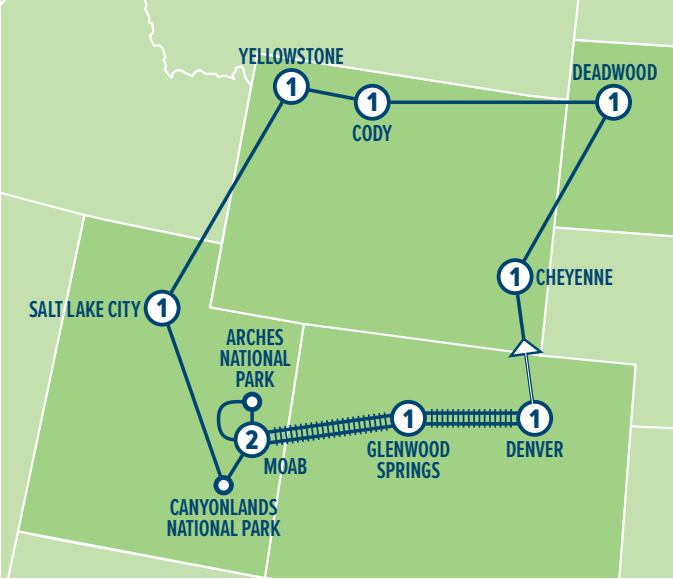 YELLOWSTONE
1
1
CODY
DEADWOOD
1
1 CHEYENNE
SALT LAKE CITY 1
ARCHES
NATIONAL
PARK
2
MOAB
1
GLENWOOD
SPRINGS
1
DENVER
CANYONLANDS
NATIONAL PARK